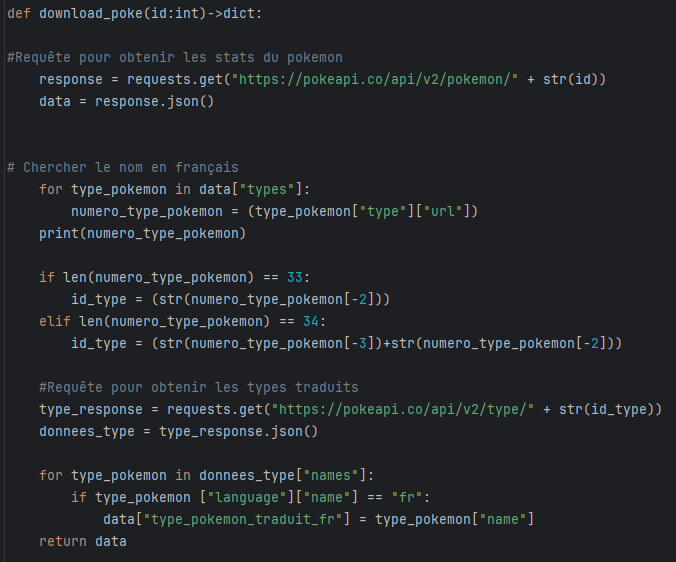 def download_poke(id:int)->dict:
#Requête pour obtenir les stats du pokemon
    response = requests.get("https://pokeapi.co/api/v2/pokemon/" + str(id))
    data = response.json()
# Chercher le nom en français
    for type_pokemon in data["types"]:
        numero_type_pokemon = (type_pokemon["type"]["url"])
    print(numero_type_pokemon)
    if len(numero_type_pokemon) == 33:
        id_type = (str(numero_type_pokemon[-2]))
    elif len(numero_type_pokemon) == 34:
        id_type = (str(numero_type_pokemon[-3])+str(numero_type_pokemon[-2]))
    #Requête pour obtenir les types traduits
    type_response = requests.get("https://pokeapi.co/api/v2/type/" + str(id_type))
    donnees_type = type_response.json()
    for type_pokemon in donnees_type["names"]:
        if type_pokemon ["language"]["name"] == "fr":
            data["type_pokemon_traduit_fr"] = type_pokemon["name"]
    return data